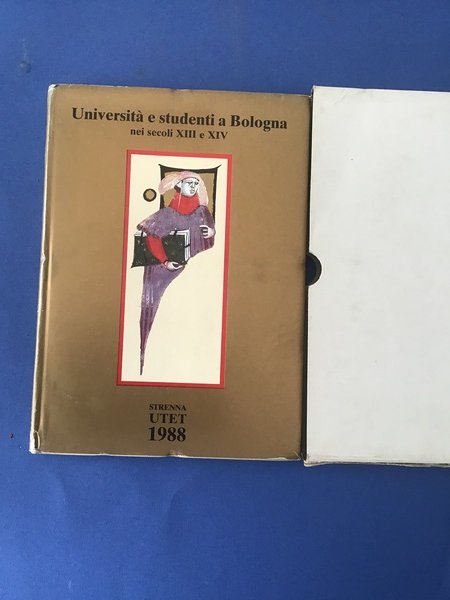 Università e studenti a Bologna
nei secoli XIII e XIV
STRENNA
UTET
1988